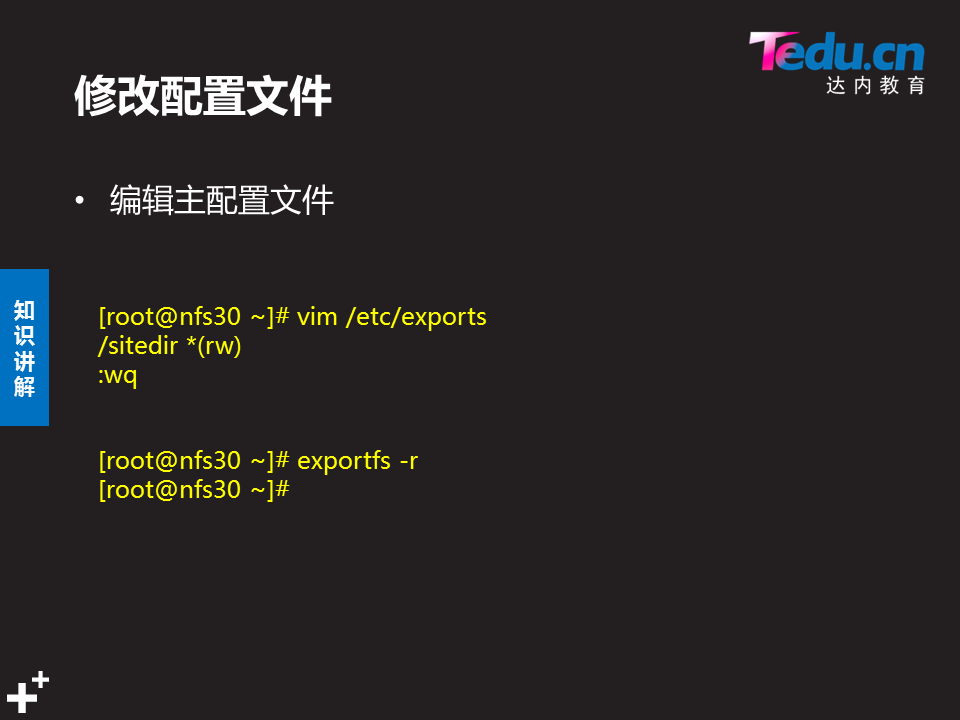 Tedu.cn
达内教育
修改配置文件
• 编辑主配置文件
知
识
讲
解
[root@nfs30 ~]# vim /etc/exports
/sitedir *(rw)
:wq
[root@nfs30 ~]# exportfs -r
[root@nfs30 ~]#